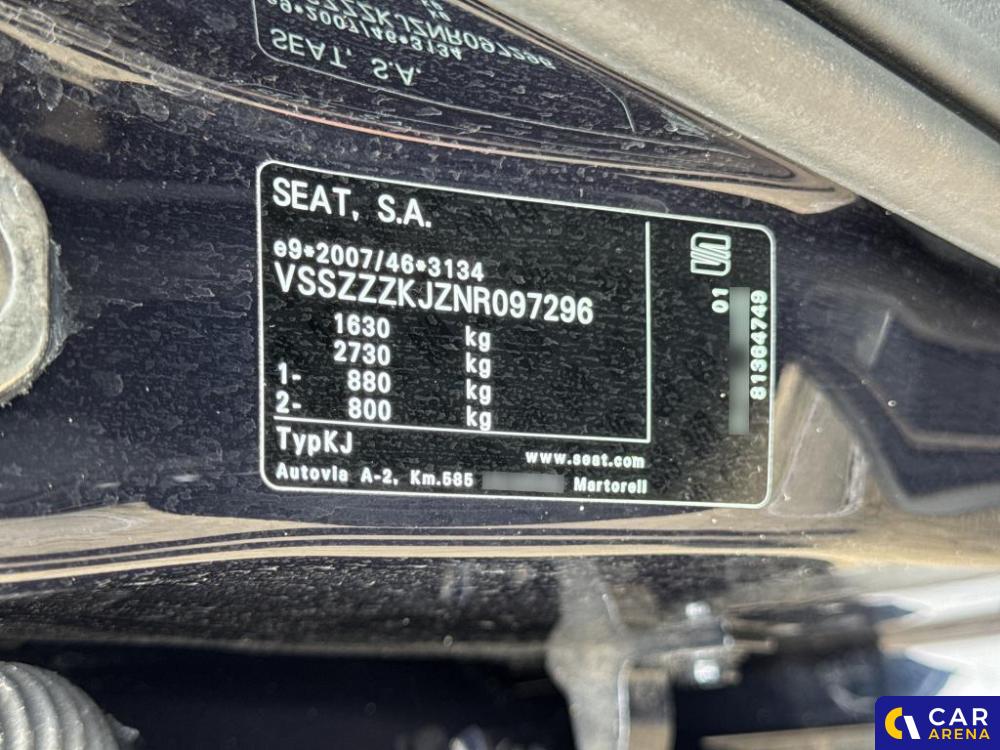 SEAT, S.A.
e9*2007/46*3134
VSSZZZKJZNR097296
1630 kg
2730 kg
1- 880 kg
2- 800 kg
TypKJ
www.seat.com
Autovia A-2, Km.585 Martorell
01
81364749
CAR
ARENA